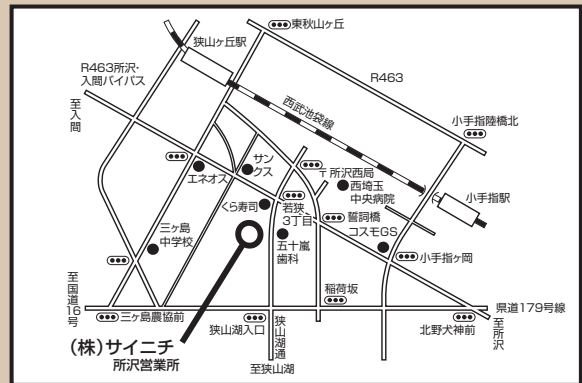 東秋山ヶ丘
狭山ヶ丘駅
R463所沢・
入間バイパス
R463
至入間
西武池袋線
小手指陸橋北
サン
クス
エネオス
〒所沢西局
西埼玉
中央病院
小手指駅
くら寿司
若狭
3丁目
誓詞橋
コスモGS
三ヶ島
中学校
五十嵐
歯科
小手指ヶ岡
至国道16号
稲荷坂
県道179号線
三ヶ島農協前
狭山湖入口
狭山湖通
北野犬神前
至所沢
(株)サイニチ
所沢営業所
至狭山湖